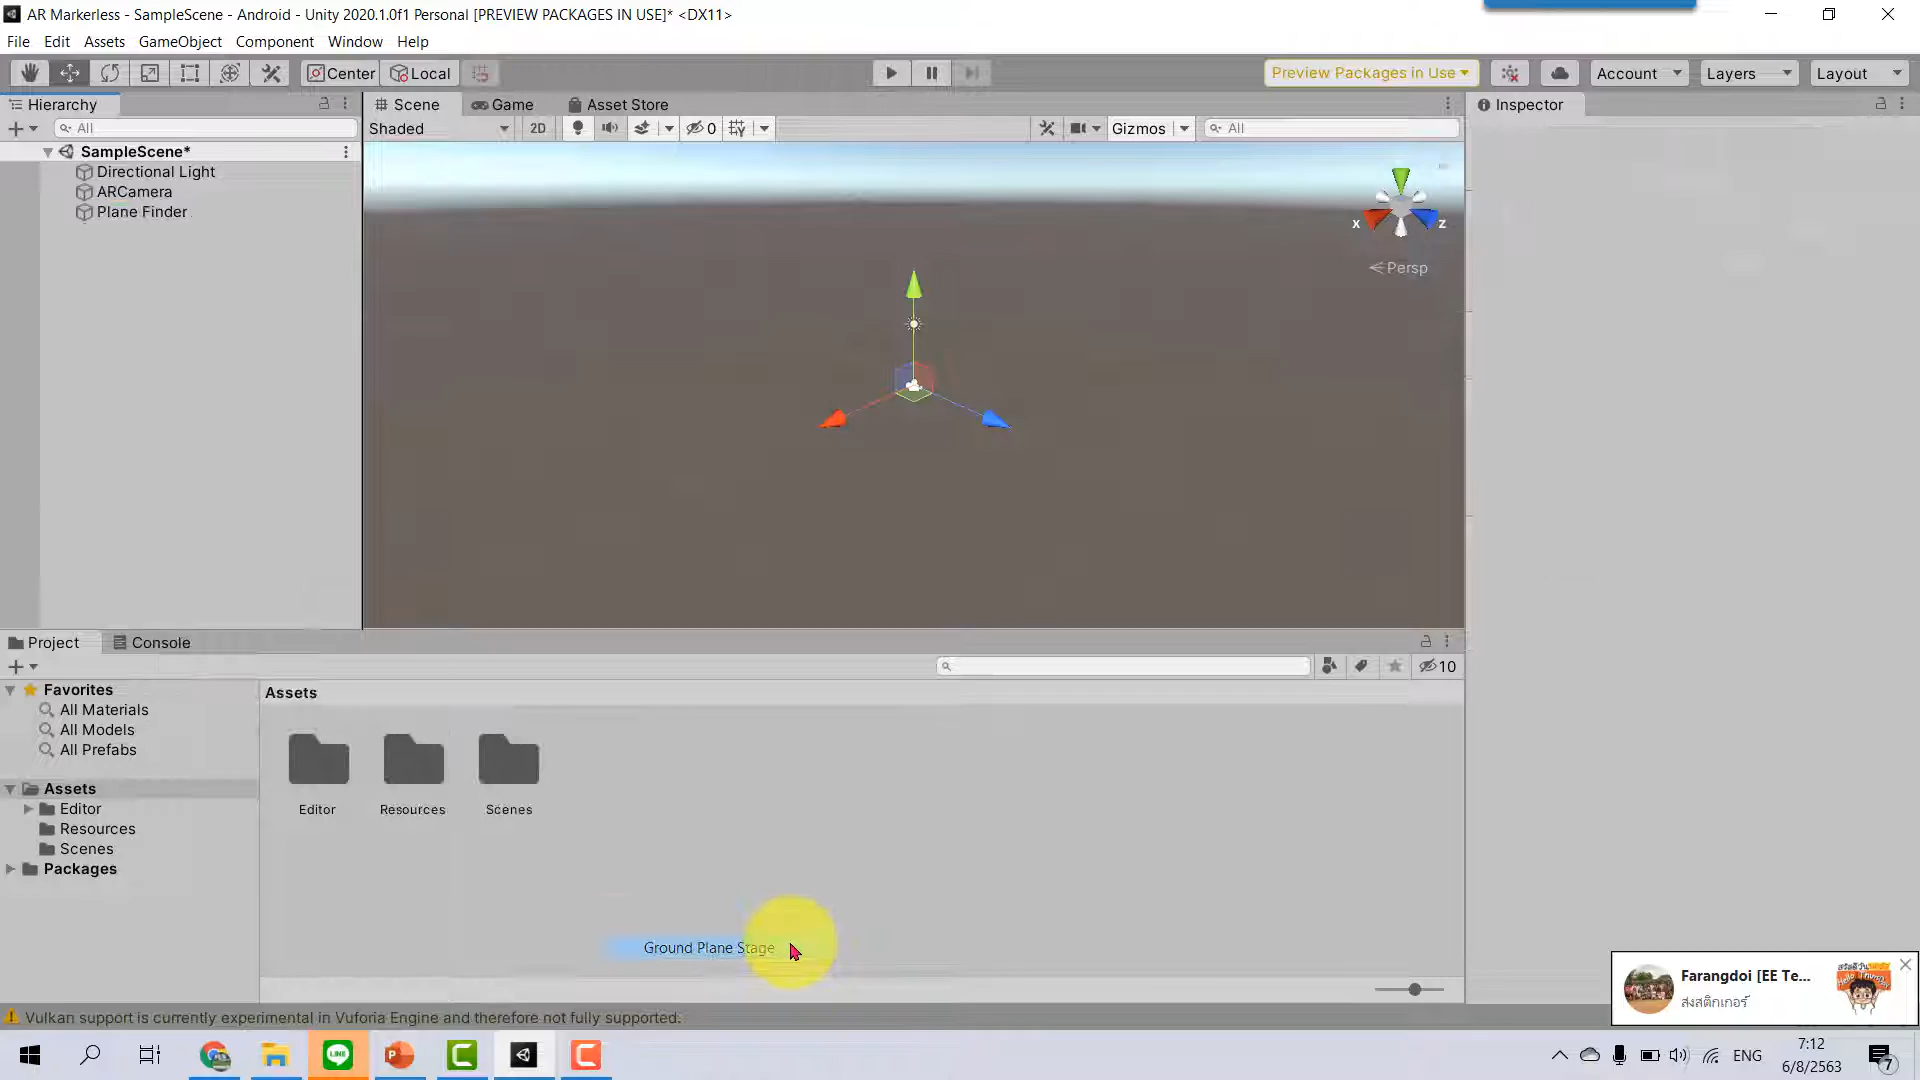 AR Markerless - SampleScene - Android - Unity 2020.1.0f1 Personal [PREVIEW PACKAGES IN USE]* <DX11>
File Edit Assets GameObject Component Window Help
Center Local Preview Packages in Use Account Layers Layout
Hierarchy Scene Game Asset Store Inspector
All Shaded 2D 0 Gizmos All
SampleScene*
Directional Light
ARCamera
Plane Finder
x z
Persp
Project Console
10
Favorites
All Materials
All Models
All Prefabs
Assets
Editor
Resources
Scenes
Packages
Assets
Editor Resources Scenes
Ground Plane Stage
Farangdoi [EE Te...
ส่งสติกเกอร์
Vulkan support is currently experimental in Vuforia Engine and therefore not fully supported.
LINE
ENG
7:12
6/8/2563
7